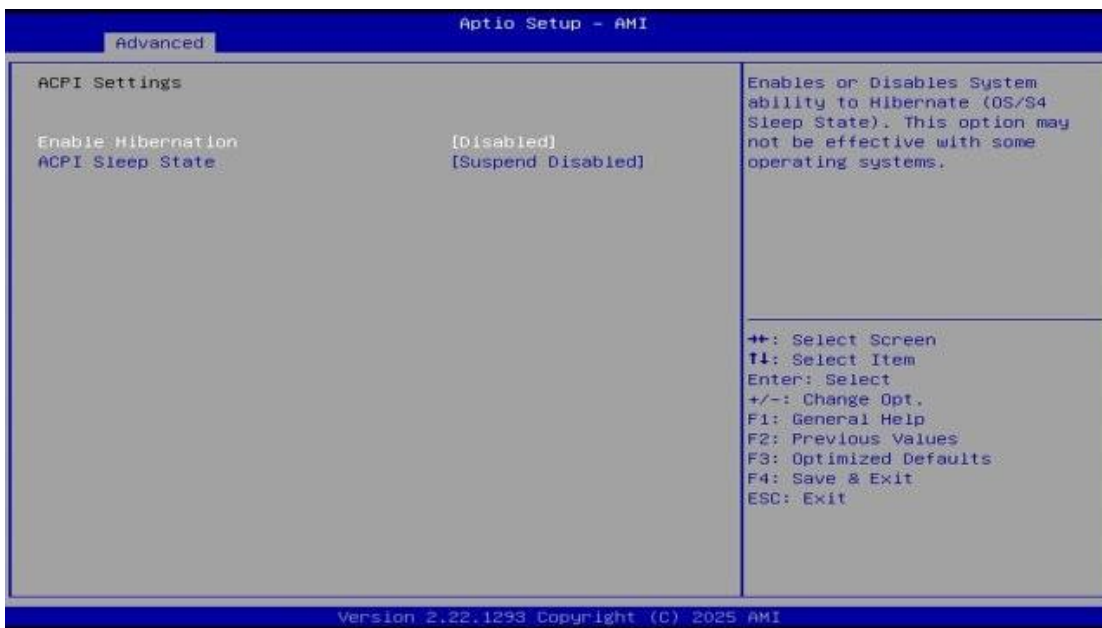 Aptio Setup - AMI
Advanced
ACPI Settings
Enable Hibernation [Disabled]
ACPI Sleep State [Suspend Disabled]
Enables or Disables System
ability to Hibernate (OS/S4
Sleep State). This option may
not be effective with some
operating systems.
→←: Select Screen
↑↓: Select Item
Enter: Select
+/-: Change Opt.
F1: General Help
F2: Previous Values
F3: Optimized Defaults
F4: Save & Exit
ESC: Exit
Version 2.22.1293 Copyright (C) 2025 AMI